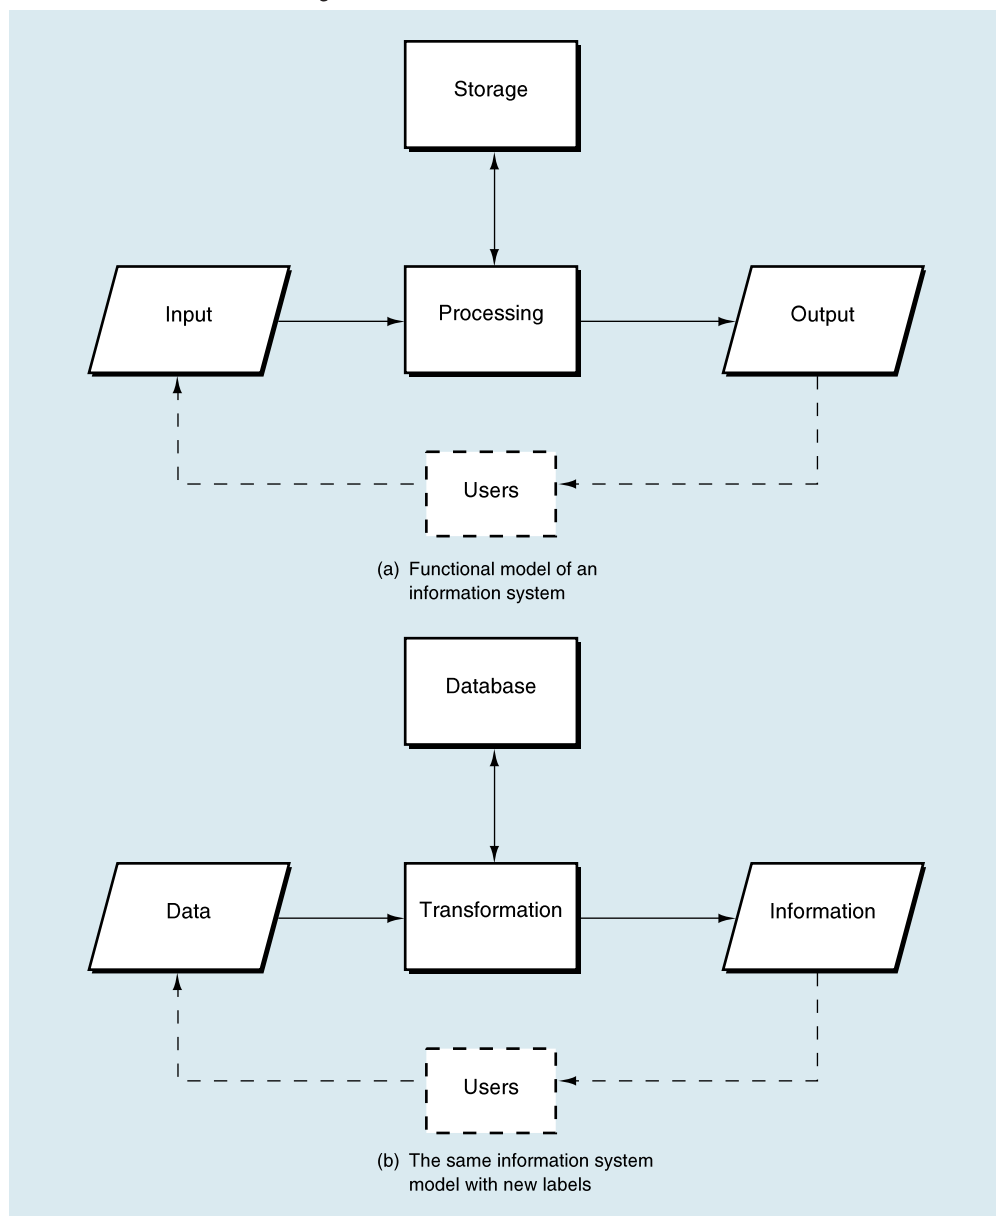 Storage
Input
Processing
Output
Users
(a) Functional model of an
information system
Database
Data
Transformation
Information
Users
(b) The same information system
model with new labels